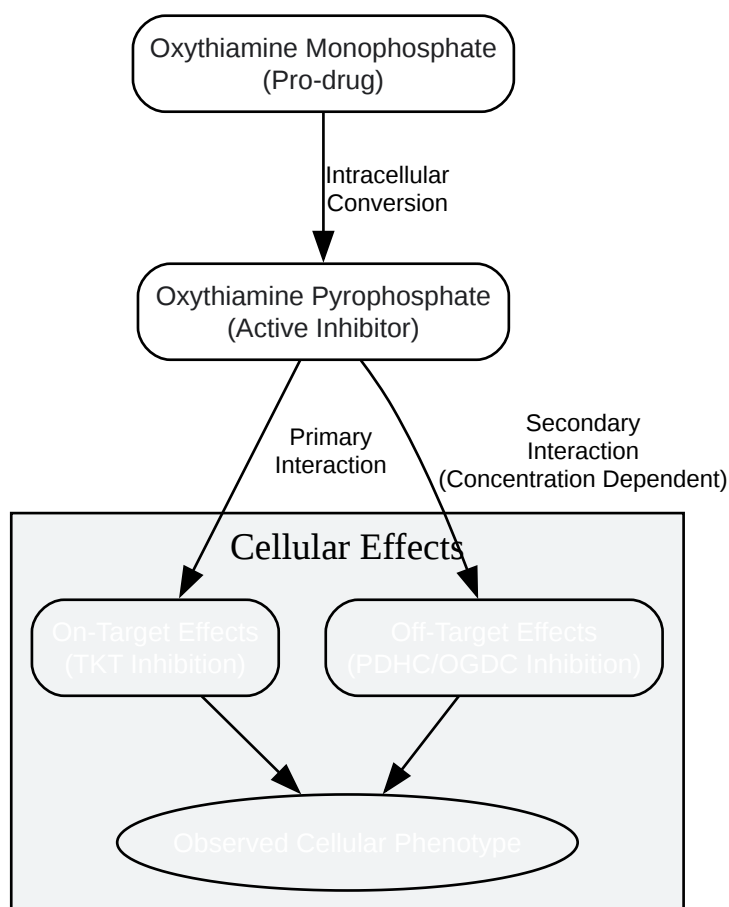 Oxythiamine Monophosphate
(Pro-drug)
Intracellular
Conversion
Oxythiamine Pyrophosphate
(Active Inhibitor)
Primary
Interaction
Secondary
Interaction
(Concentration Dependent)
Cellular Effects
On-Target Effects
(TKT Inhibition)
Off-Target Effects
(PDHC/OGDC Inhibition)
Observed Cellular Phenotype